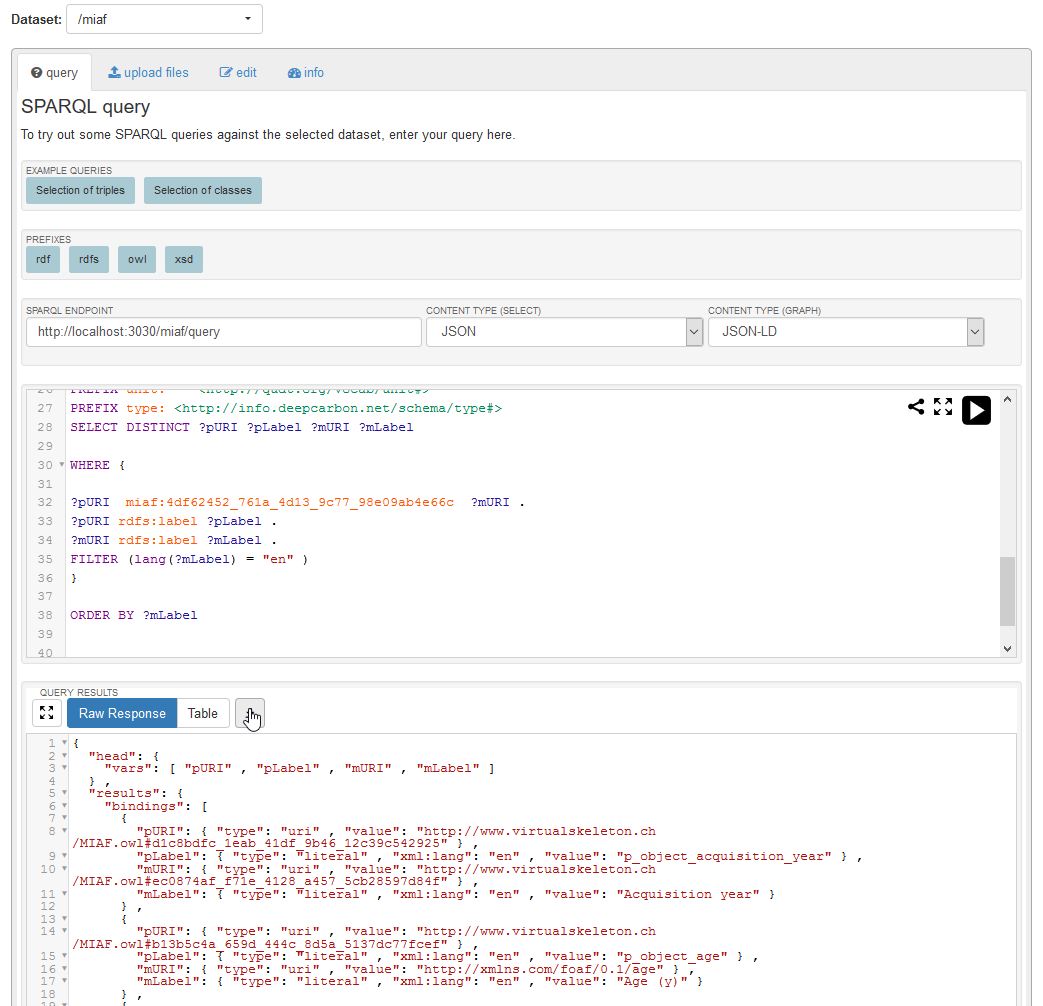 Dataset: /miaf
query upload files edit info
SPARQL query
To try out some SPARQL queries against the selected dataset, enter your query here.
EXAMPLE QUERIES
Selection of triples Selection of classes
PREFIXES
rdf rdfs owl xsd
SPARQL ENDPOINT CONTENT TYPE (SELECT) CONTENT TYPE (GRAPH)
http://localhost:3030/miaf/query JSON JSON-LD
26 PREFIX unit: <http://qudt.org/vocab/unit#>
27 PREFIX type: <http://info.deepcarbon.net/schema/type#>
28 SELECT DISTINCT ?pURI ?pLabel ?mURI ?mLabel
29
30 WHERE {
31
32 ?pURI miaf:4df62452_761a_4d13_9c77_98e09ab4e66c ?mURI .
33 ?pURI rdfs:label ?pLabel .
34 ?mURI rdfs:label ?mLabel .
35 FILTER (lang(?mLabel) = "en" )
36 }
37
38 ORDER BY ?mLabel
39
40
QUERY RESULTS
Raw Response Table
1 {
2 "head": {
3 "vars": [ "pURI" , "pLabel" , "mURI" , "mLabel" ]
4 } ,
5 "results": {
6 "bindings": [
7 {
8 "pURI": { "type": "uri" , "value": "http://www.virtualskeleton.ch
/MIAF.owl#d1c8bdfc_1eab_41df_9b46_12c39c542925" } ,
9 "pLabel": { "type": "literal" , "xml:lang": "en" , "value": "p_object_acquisition_year" } ,
10 "mURI": { "type": "uri" , "value": "http://www.virtualskeleton.ch
/MIAF.owl#ec0874af_f71e_4128_a457_5cb28597d84f" } ,
11 "mLabel": { "type": "literal" , "xml:lang": "en" , "value": "Acquisition year" }
12 } ,
13 {
14 "pURI": { "type": "uri" , "value": "http://www.virtualskeleton.ch
/MIAF.owl#b13b5c4a_659d_444c_8d5a_5137dc77fcef" } ,
15 "pLabel": { "type": "literal" , "xml:lang": "en" , "value": "p_object_age" } ,
16 "mURI": { "type": "uri" , "value": "http://xmlns.com/foaf/0.1/age" } ,
17 "mLabel": { "type": "literal" , "xml:lang": "en" , "value": "Age (y)" }
18 } ,
19 {